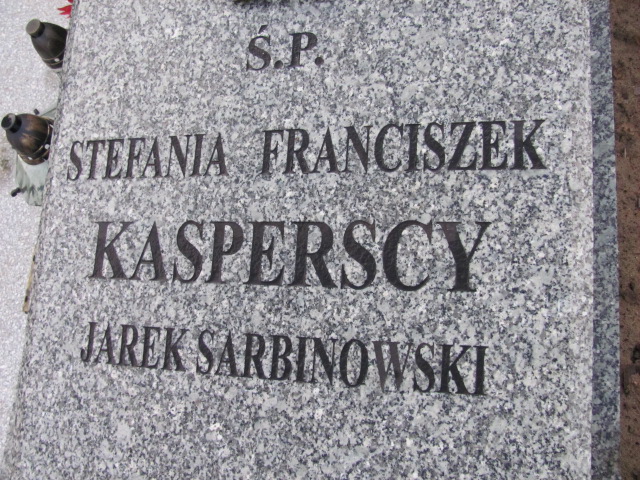 Ś.P.
STEFANIA FRANCISZEK
KASPERSCY
JAREK SARBINOWSKI